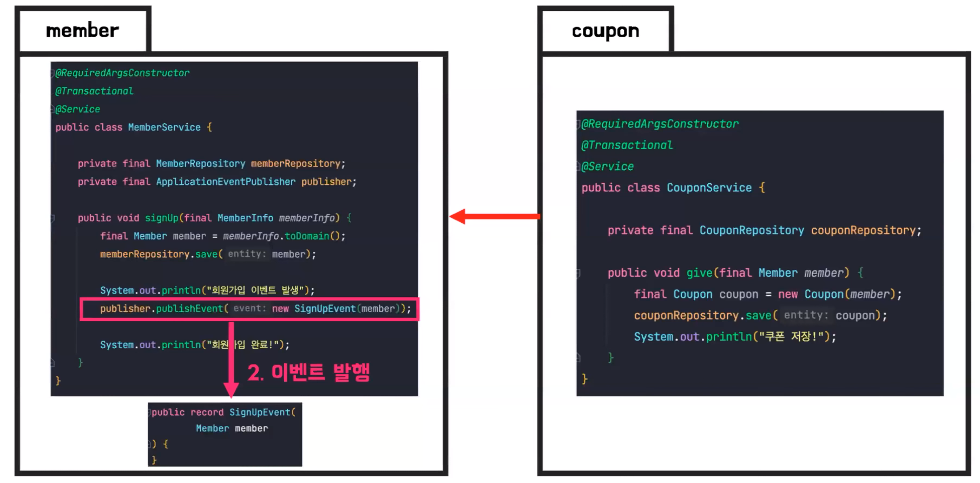 member
@RequiredArgsConstructor
@Transactional
@Service
public class MemberService {
private final MemberRepository memberRepository;
private final ApplicationEventPublisher publisher;
public void signUp(final MemberInfo memberInfo) {
final Member member = memberInfo.toDomain();
memberRepository.save( entity: member);
System.out.println("회원가입 이벤트 발생");
publisher.publishEvent( event: new SignUpEvent(member));
System.out.println("회원가입 완료!");
}
}
2. 이벤트 발행
public record SignUpEvent(
Member member
) {
}
coupon
@RequiredArgsConstructor
@Transactional
@Service
public class CouponService {
private final CouponRepository couponRepository;
public void give(final Member member) {
final Coupon coupon = new Coupon(member);
couponRepository.save( entity: coupon);
System.out.println("쿠폰 저장!");
}
}